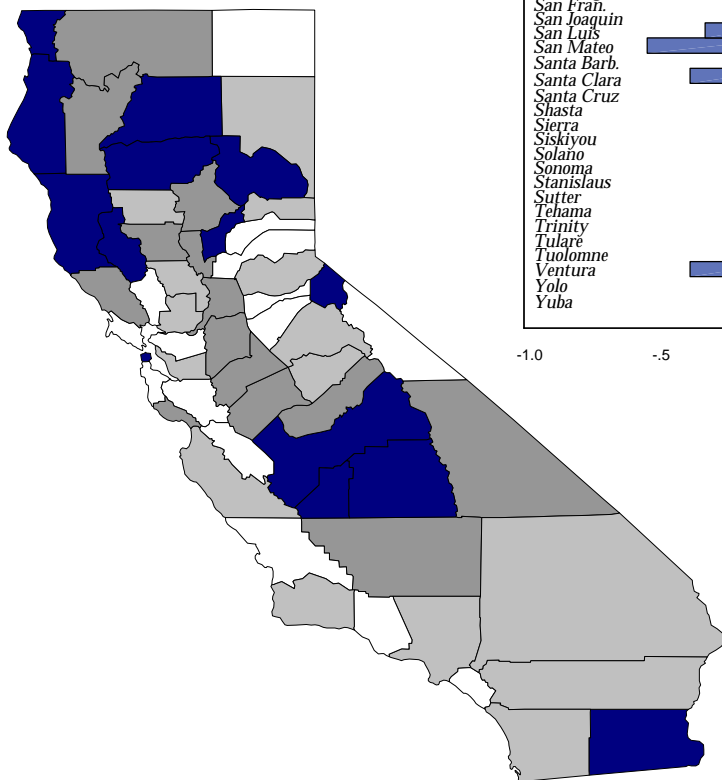 San Fran.
San Joaquin
San Luis
San Mateo
Santa Barb.
Santa Clara
Santa Cruz
Shasta
Sierra
Siskiyou
Solano
Sonoma
Stanislaus
Sutter
Tehama
Trinity
Tulare
Tuolomne
Ventura
Yolo
Yuba
-1.0 -.5